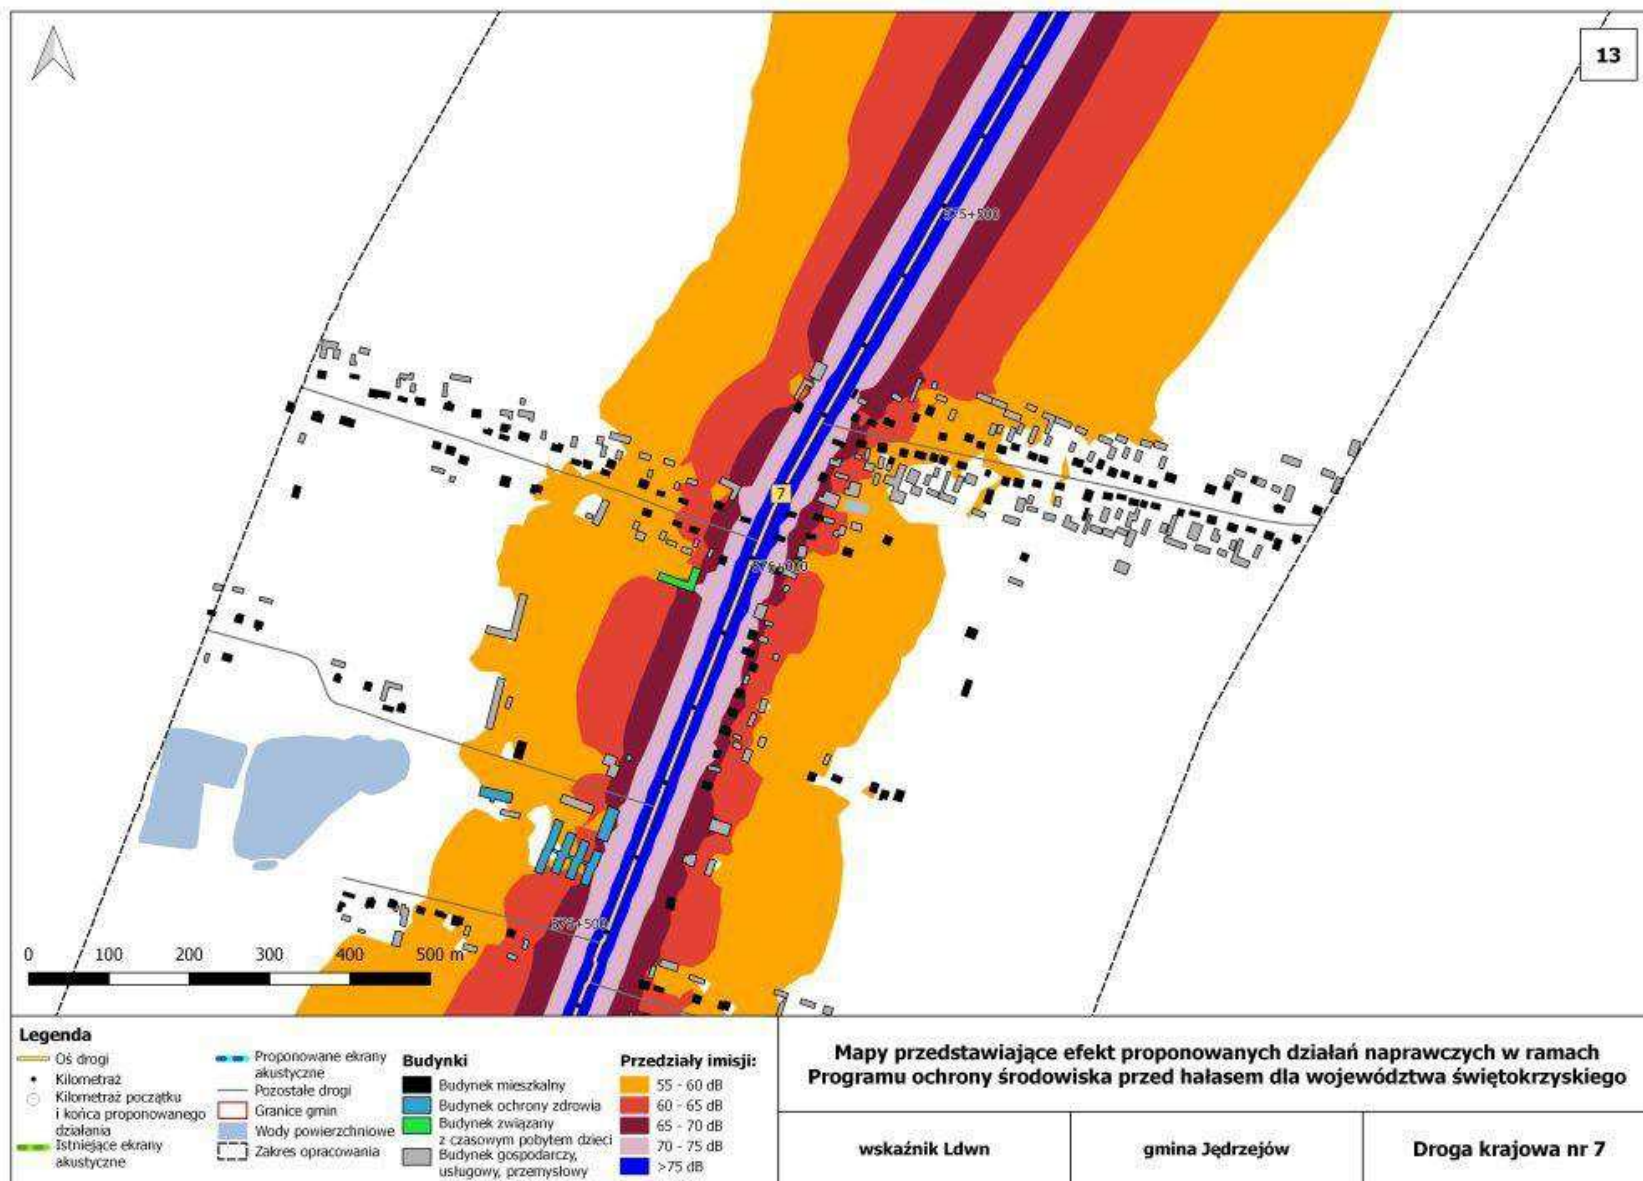 13
575+500
7
576+000
575+500
0 100 200 300 400 500 m
Legenda
Oś drogi
Kilometraż
Kilometraż początku
i końca proponowanego
działania
Istniejące ekrany
akustyczne
Proponowane ekrany
akustyczne
Pozostałe drogi
Granice gmin
Wody powierzchniowe
Zakres opracowania
Budynki
Budynek mieszkalny
Budynek ochrony zdrowia
Budynek związany
z czasowym pobytem dzieci
Budynek gospodarczy,
usługowy, przemysłowy
Przedziały imisji:
55 - 60 dB
60 - 65 dB
65 - 70 dB
70 - 75 dB
>75 dB
Mapy przedstawiające efekt proponowanych działań naprawczych w ramach
Programu ochrony środowiska przed hałasem dla województwa świętokrzyskiego
wskaźnik Ldwn
gmina Jędrzejów
Droga krajowa nr 7